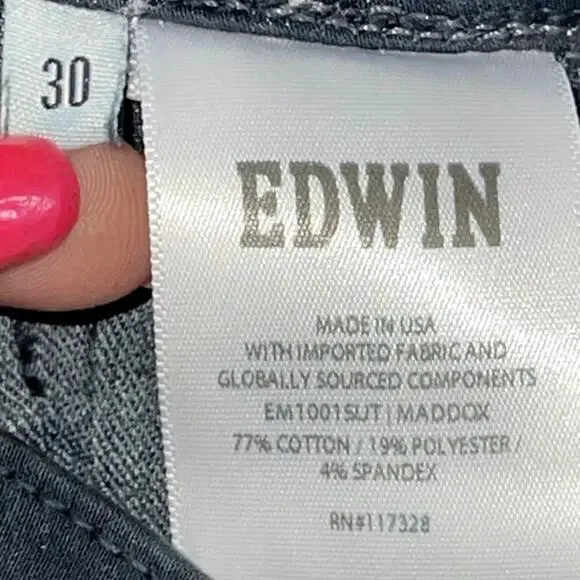 30
EDWIN
MADE IN USA
WITH IMPORTED FABRIC AND
GLOBALLY SOURCED COMPONENTS
EM1001SUT | MADDOX
77% COTTON / 19% POLYESTER /
4% SPANDEX
RN#117328